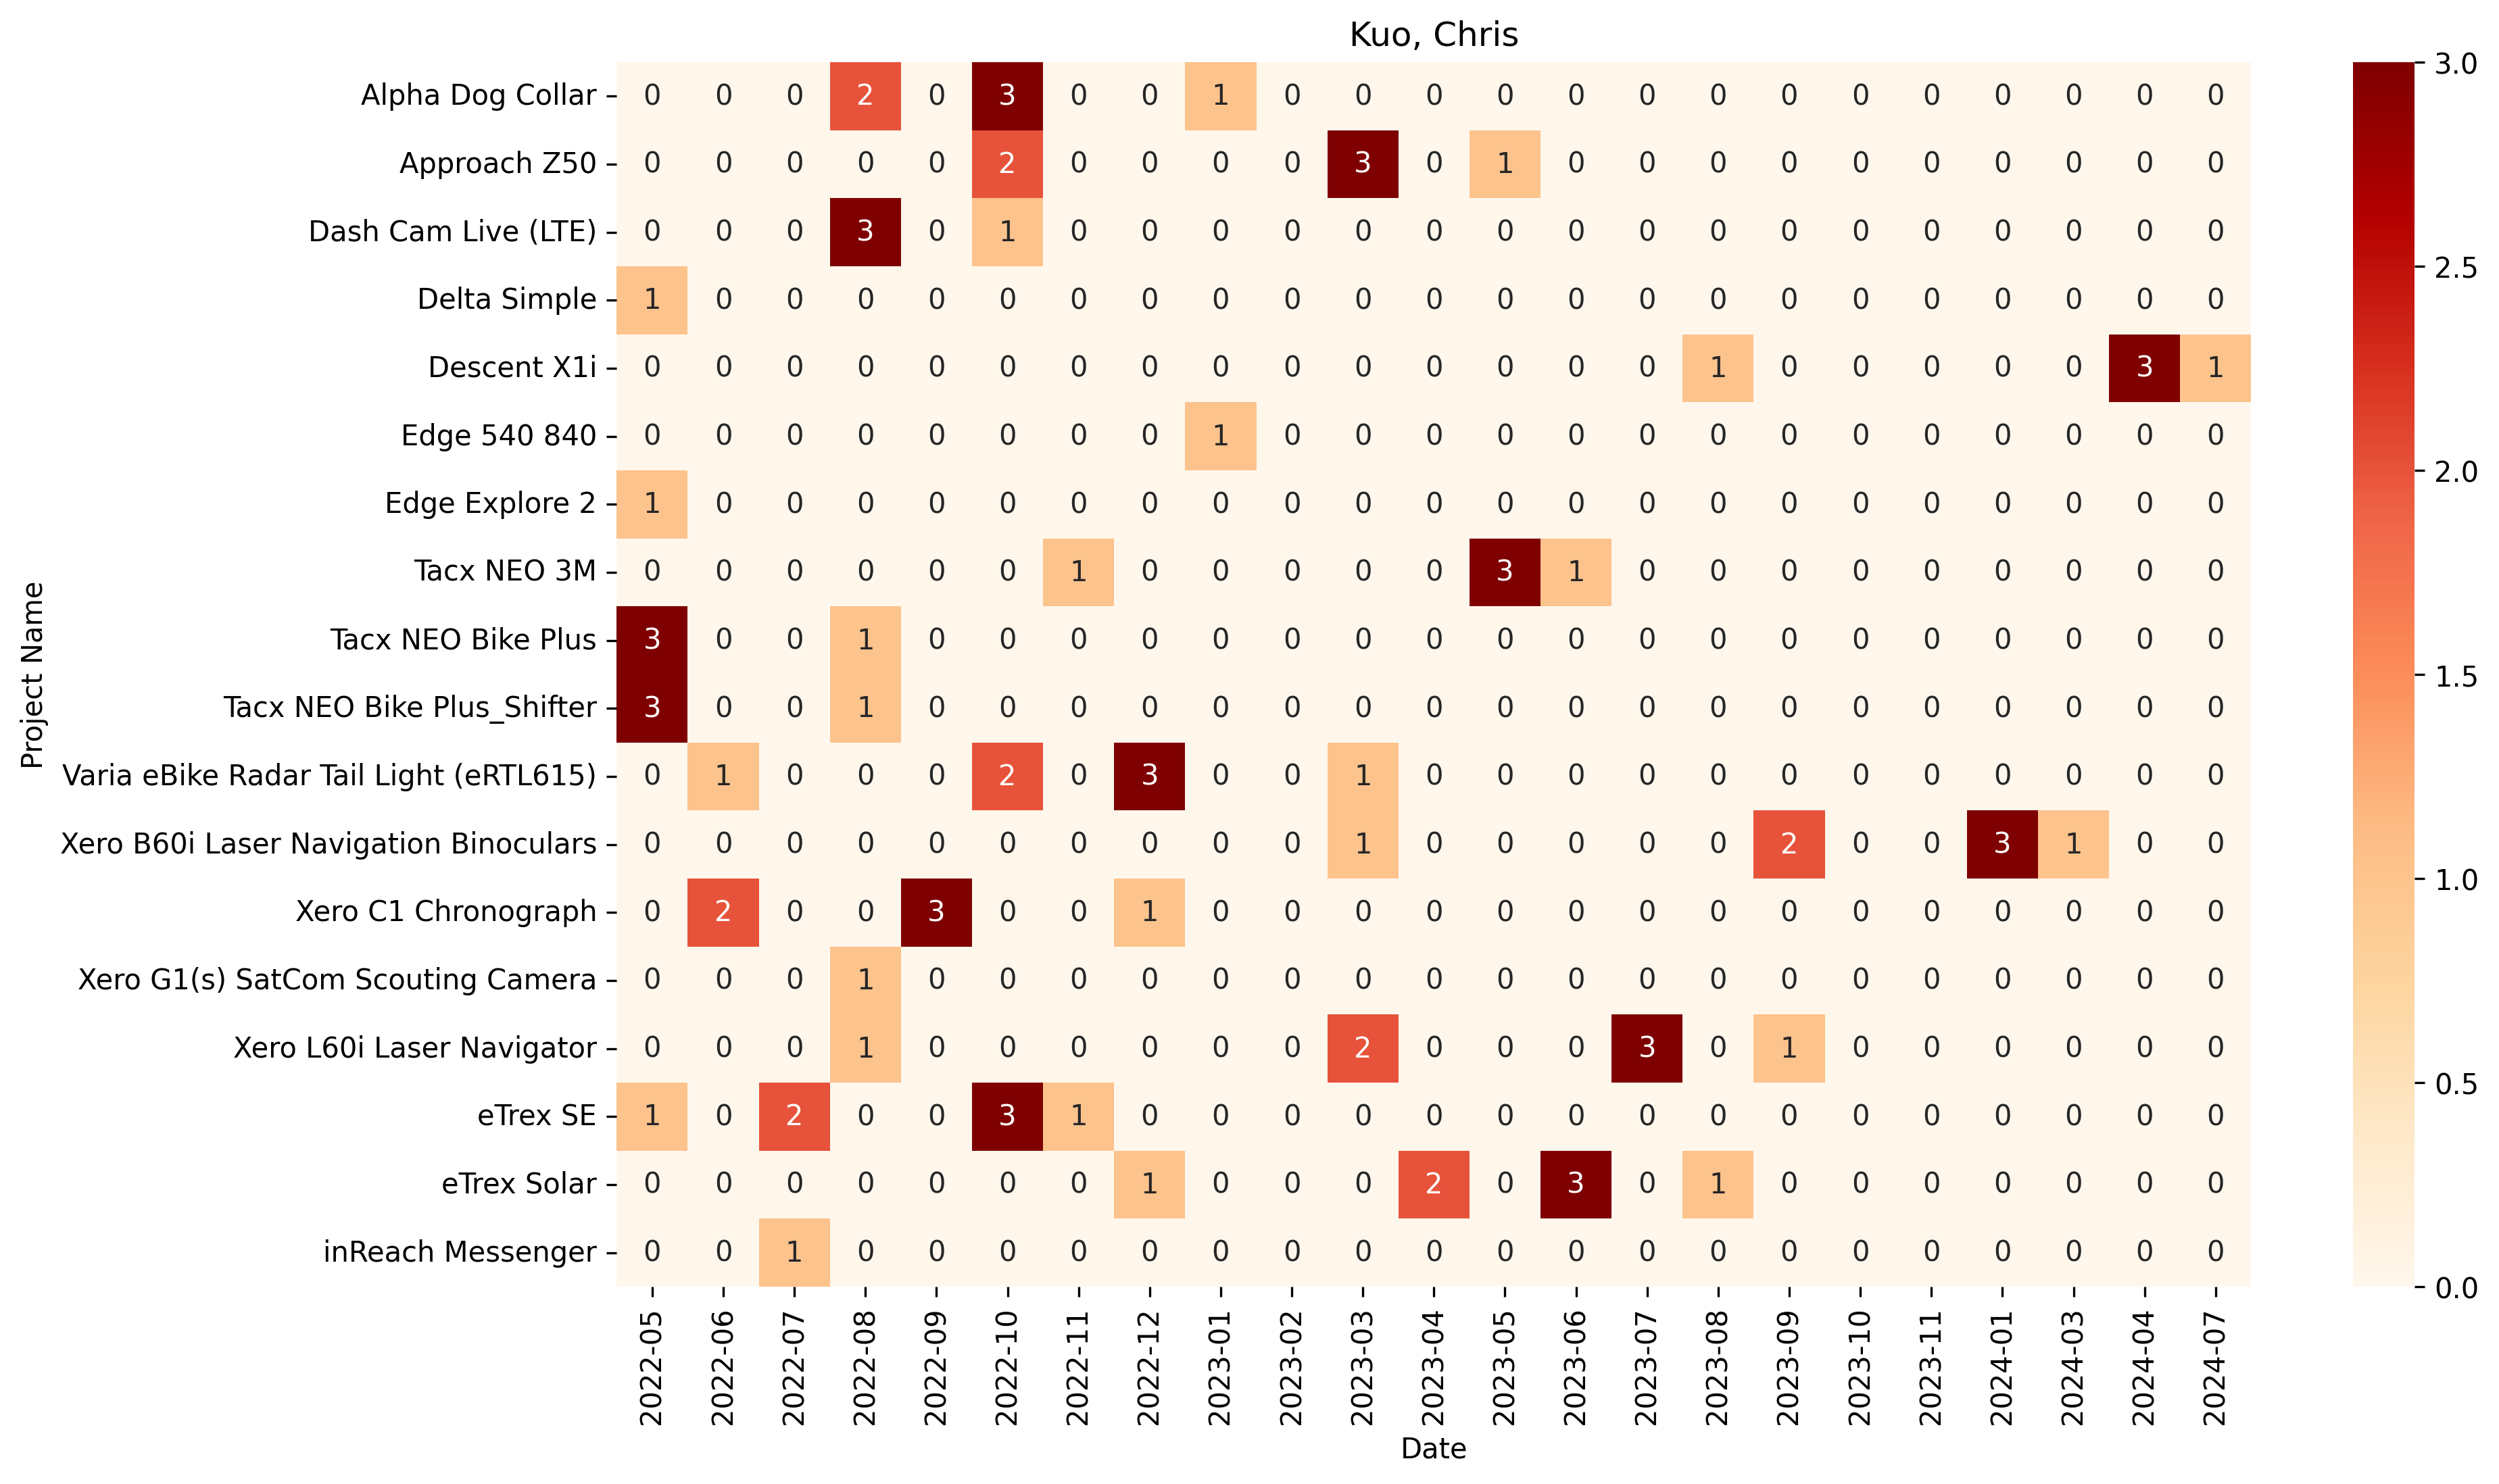 Kuo, Chris
Alpha Dog Collar 0 0 0 2 0 3 0 0 1 0 0 0 0 0 0 0 0 0 0 0 0 0 0
Approach Z50 0 0 0 0 0 2 0 0 0 0 3 0 1 0 0 0 0 0 0 0 0 0 0
Dash Cam Live (LTE) 0 0 0 3 0 1 0 0 0 0 0 0 0 0 0 0 0 0 0 0 0 0 0
Delta Simple 1 0 0 0 0 0 0 0 0 0 0 0 0 0 0 0 0 0 0 0 0 0 0
Descent X1i 0 0 0 0 0 0 0 0 0 0 0 0 0 0 0 1 0 0 0 0 0 3 1
Edge 540 840 0 0 0 0 0 0 0 0 1 0 0 0 0 0 0 0 0 0 0 0 0 0 0
Edge Explore 2 1 0 0 0 0 0 0 0 0 0 0 0 0 0 0 0 0 0 0 0 0 0 0
Tacx NEO 3M 0 0 0 0 0 0 1 0 0 0 0 0 3 1 0 0 0 0 0 0 0 0 0
Tacx NEO Bike Plus 3 0 0 1 0 0 0 0 0 0 0 0 0 0 0 0 0 0 0 0 0 0 0
Tacx NEO Bike Plus_Shifter 3 0 0 1 0 0 0 0 0 0 0 0 0 0 0 0 0 0 0 0 0 0 0
Varia eBike Radar Tail Light (eRTL615) 0 1 0 0 0 2 0 3 0 0 1 0 0 0 0 0 0 0 0 0 0 0 0
Xero B60i Laser Navigation Binoculars 0 0 0 0 0 0 0 0 0 0 1 0 0 0 0 0 2 0 0 3 1 0 0
Xero C1 Chronograph 0 2 0 0 3 0 0 1 0 0 0 0 0 0 0 0 0 0 0 0 0 0 0
Xero G1(s) SatCom Scouting Camera 0 0 0 1 0 0 0 0 0 0 0 0 0 0 0 0 0 0 0 0 0 0 0
Xero L60i Laser Navigator 0 0 0 1 0 0 0 0 0 0 2 0 0 0 3 0 1 0 0 0 0 0 0
eTrex SE 1 0 2 0 0 3 1 0 0 0 0 0 0 0 0 0 0 0 0 0 0 0 0
eTrex Solar 0 0 0 0 0 0 0 1 0 0 0 2 0 3 0 1 0 0 0 0 0 0 0
inReach Messenger 0 0 1 0 0 0 0 0 0 0 0 0 0 0 0 0 0 0 0 0 0 0 0
Project Name
2022-05 2022-06 2022-07 2022-08 2022-09 2022-10 2022-11 2022-12 2023-01 2023-02 2023-03 2023-04 2023-05 2023-06 2023-07 2023-08 2023-09 2023-10 2023-11 2024-01 2024-03 2024-04 2024-07
Date
3.0
2.5
2.0
1.5
1.0
0.5
0.0